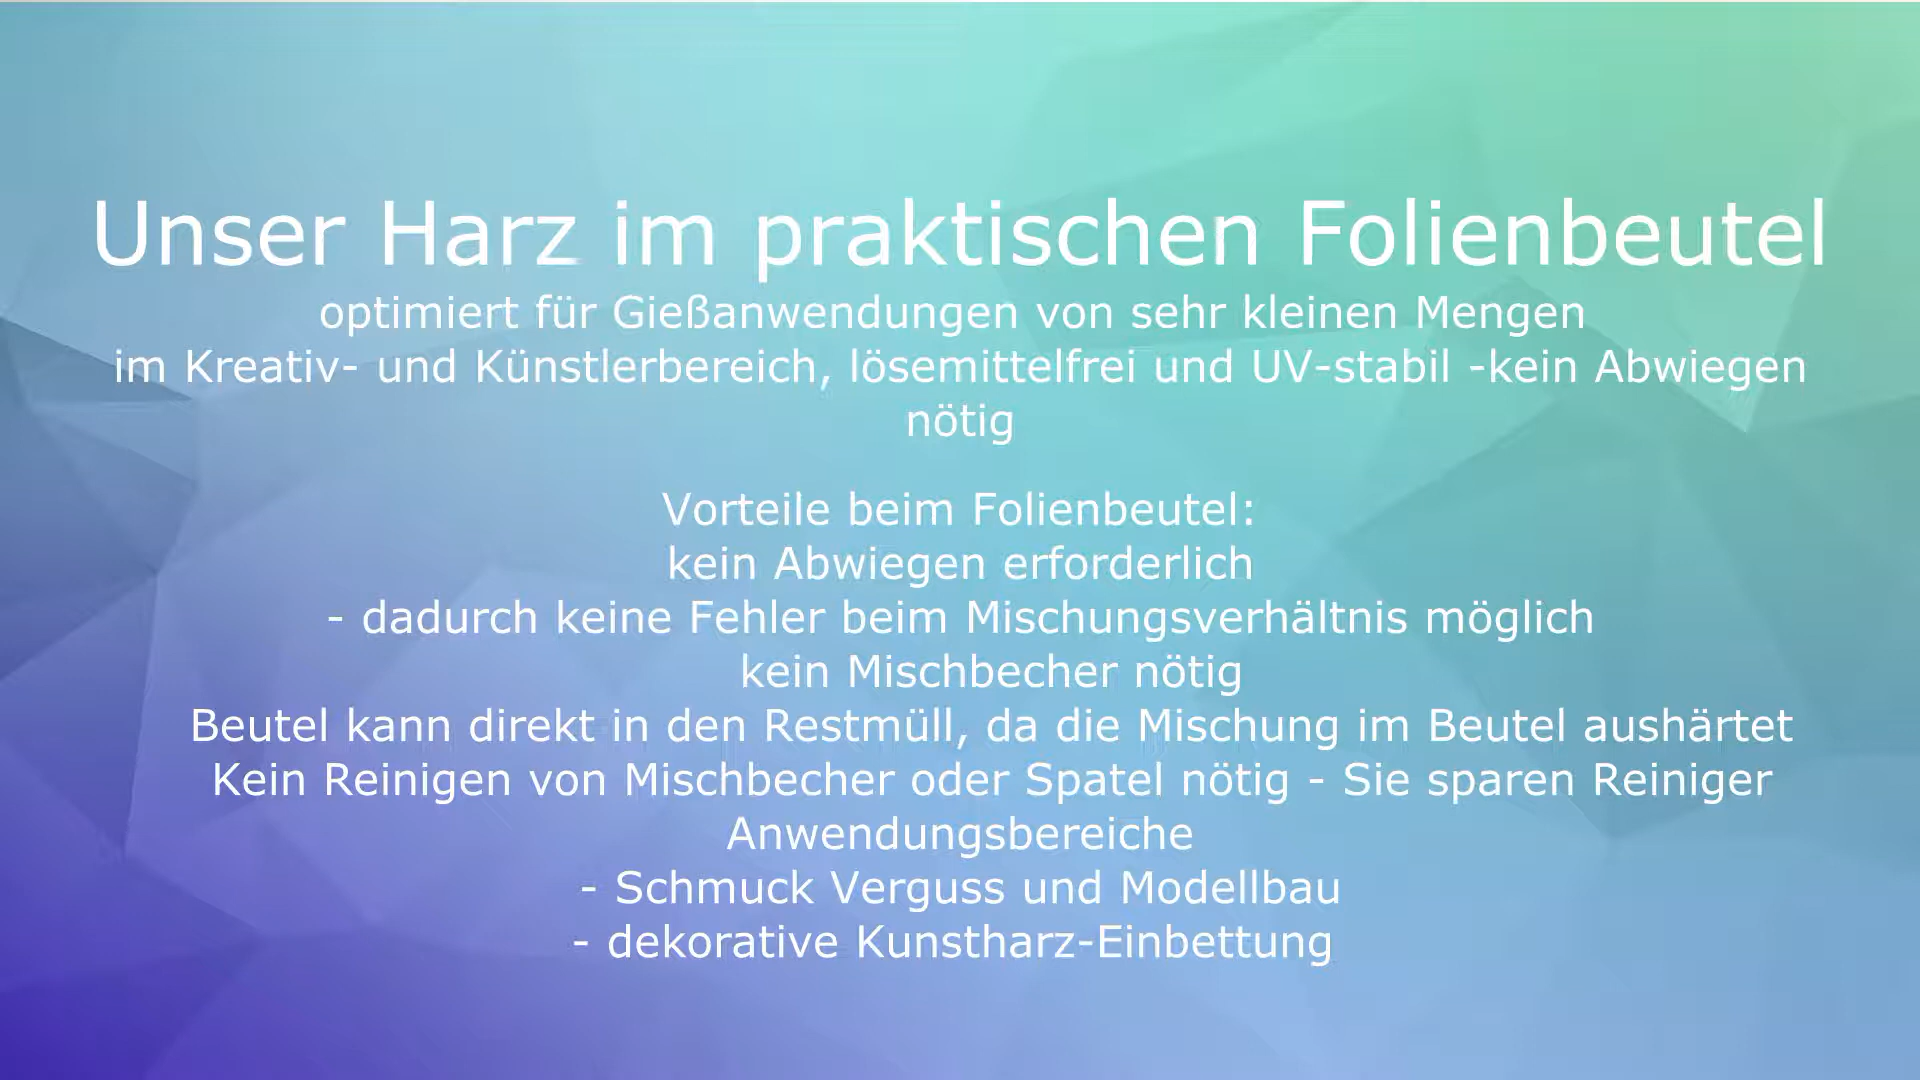 Unser Harz im praktischen Folienbeutel
optimiert für Gießanwendungen von sehr kleinen Mengen
im Kreativ- und Künstlerbereich, lösemittelfrei und UV-stabil -kein Abwiegen
nötig
Vorteile beim Folienbeutel:
kein Abwiegen erforderlich
- dadurch keine Fehler beim Mischungsverhältnis möglich
kein Mischbecher nötig
Beutel kann direkt in den Restmüll, da die Mischung im Beutel aushärtet
Kein Reinigen von Mischbecher oder Spatel nötig - Sie sparen Reiniger
Anwendungsbereiche
- Schmuck Verguss und Modellbau
- dekorative Kunstharz-Einbettung